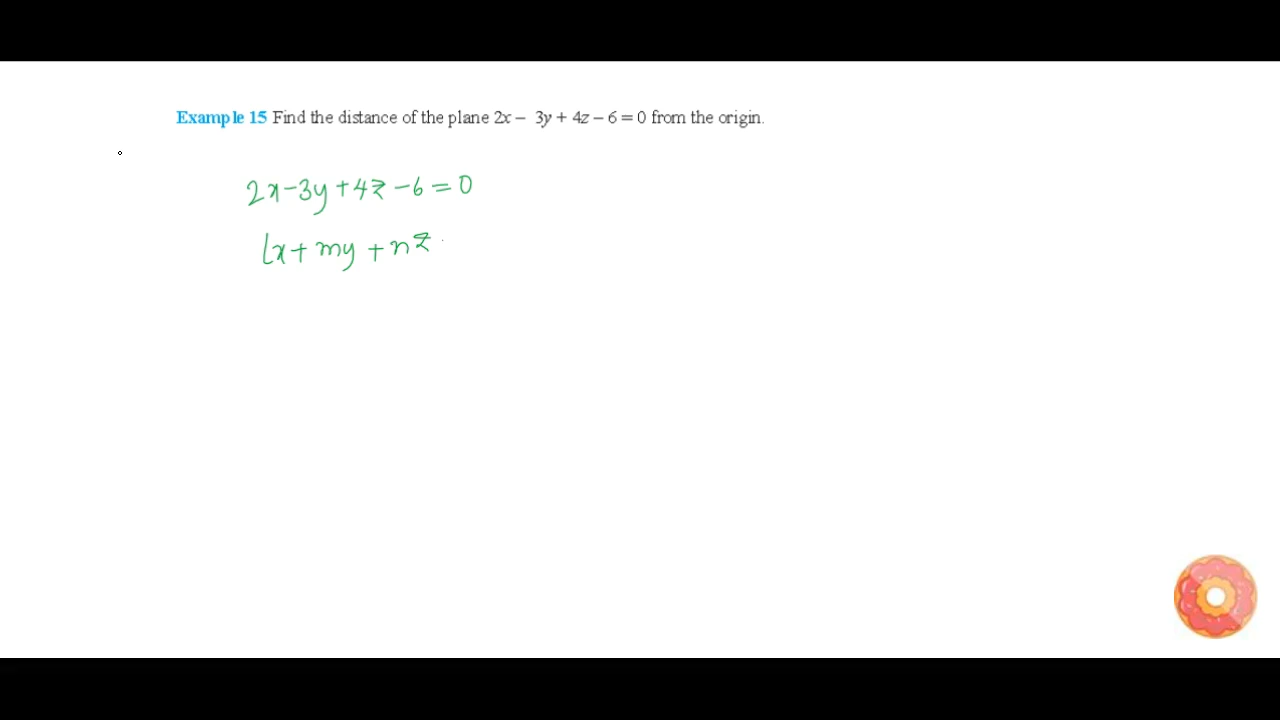 Example 15 Find the distance of the plane 2x – 3y + 4z – 6 = 0 from the origin.
2x-3y+4z-6=0
lx+my+nz